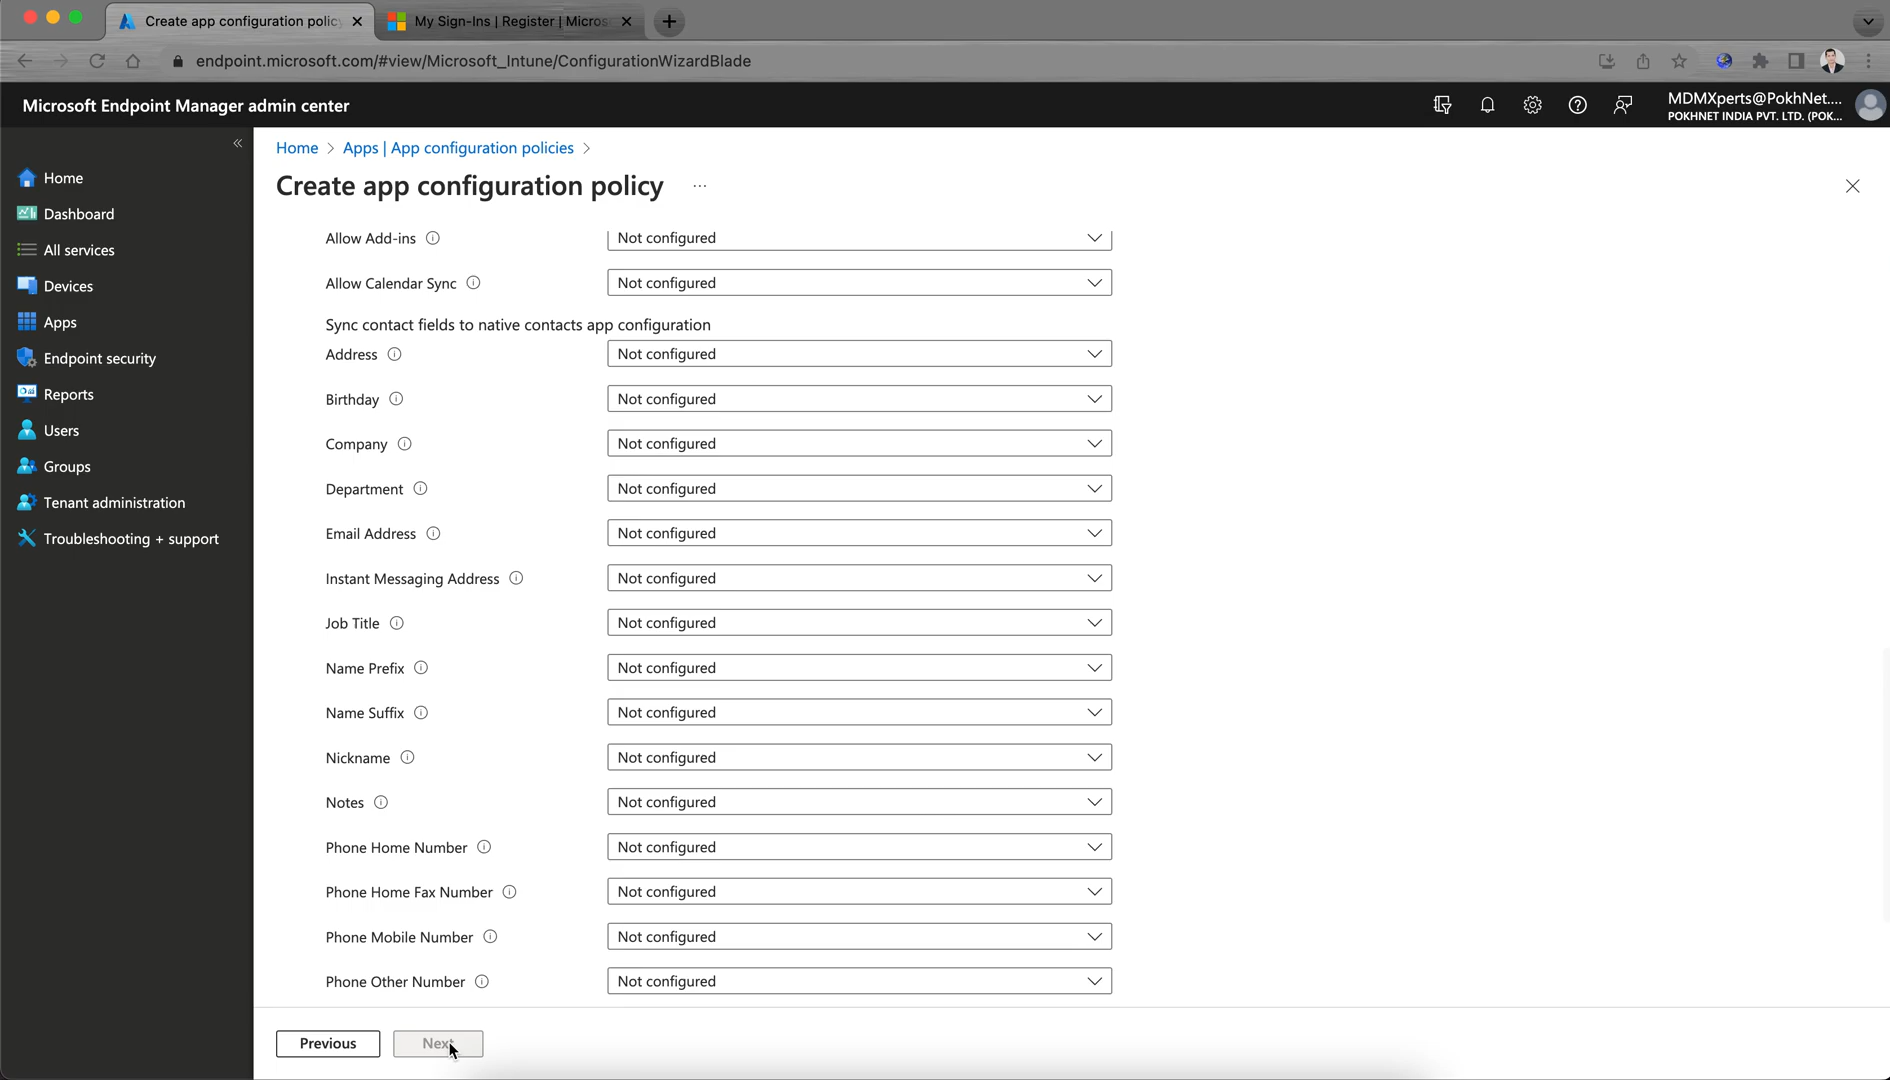 Create app configuration polic
My Sign-Ins | Register | Micros
endpoint.microsoft.com/#view/Microsoft_Intune/ConfigurationWizardBlade
Microsoft Endpoint Manager admin center
MDMXperts@PokhNet....
POKHNET INDIA PVT. LTD. (POK...
Home
Dashboard
All services
Devices
Apps
Endpoint security
Reports
Users
Groups
Tenant administration
Troubleshooting + support
Home > Apps | App configuration policies >
Create app configuration policy ...
Allow Add-ins Not configured
Allow Calendar Sync Not configured
Sync contact fields to native contacts app configuration
Address Not configured
Birthday Not configured
Company Not configured
Department Not configured
Email Address Not configured
Instant Messaging Address Not configured
Job Title Not configured
Name Prefix Not configured
Name Suffix Not configured
Nickname Not configured
Notes Not configured
Phone Home Number Not configured
Phone Home Fax Number Not configured
Phone Mobile Number Not configured
Phone Other Number Not configured
Previous Next